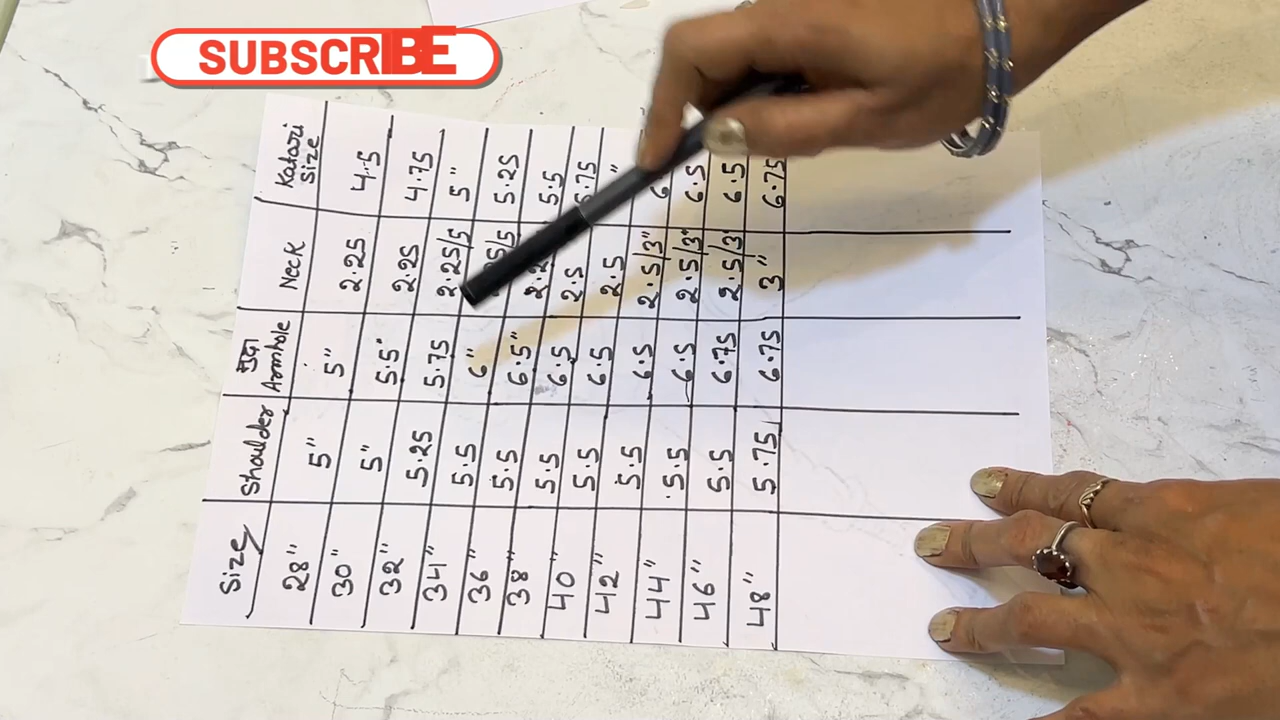 SUBSCRIBE
Size Shoulder मुढा Armhole Neck Katari Size
28" 5" 5" 2.25 4.5
30" 5" 5.5" 2.25 4.75
32" 5.25 5.75 2.25/5 5"
34" 5.5 6" 5.25
36" 5.5 6.5" 5.5
38" 5.5 6.5 2.5
40 5.5 6.5 2.5
42" 5.5 6.5 2.5/3"
44" 5.5 6.5 2.5/3" 6.5
46" 5.5 6.75 2.5/3" 6.5
48" 5.75 6.75 3" 6.75